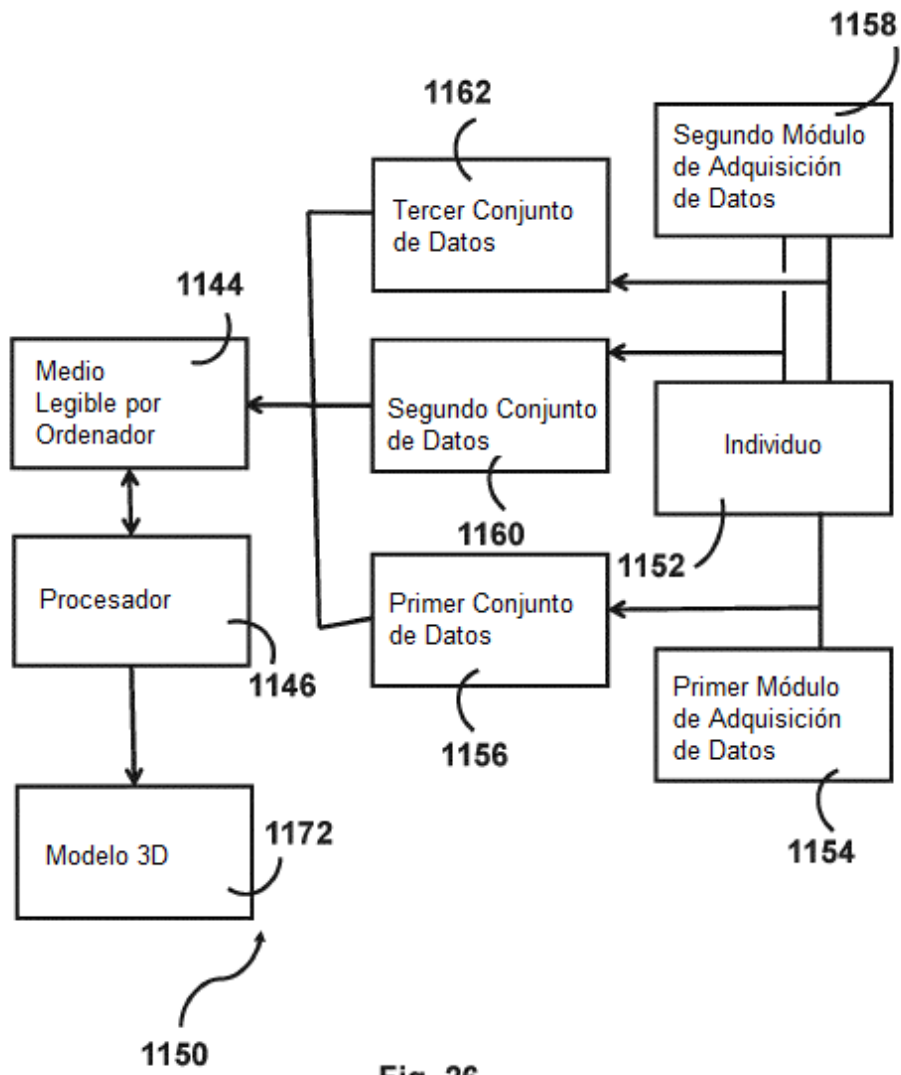 1158
Segundo Módulo
de Adquisición
de Datos
1162
Tercer Conjunto
de Datos
1144
Medio
Legible por
Ordenador
Segundo Conjunto
de Datos
1160
Individuo
1152
Procesador
1146
Primer Conjunto
de Datos
1156
Primer Módulo
de Adquisición
de Datos
1154
Modelo 3D
1172
1150
Fig. 26